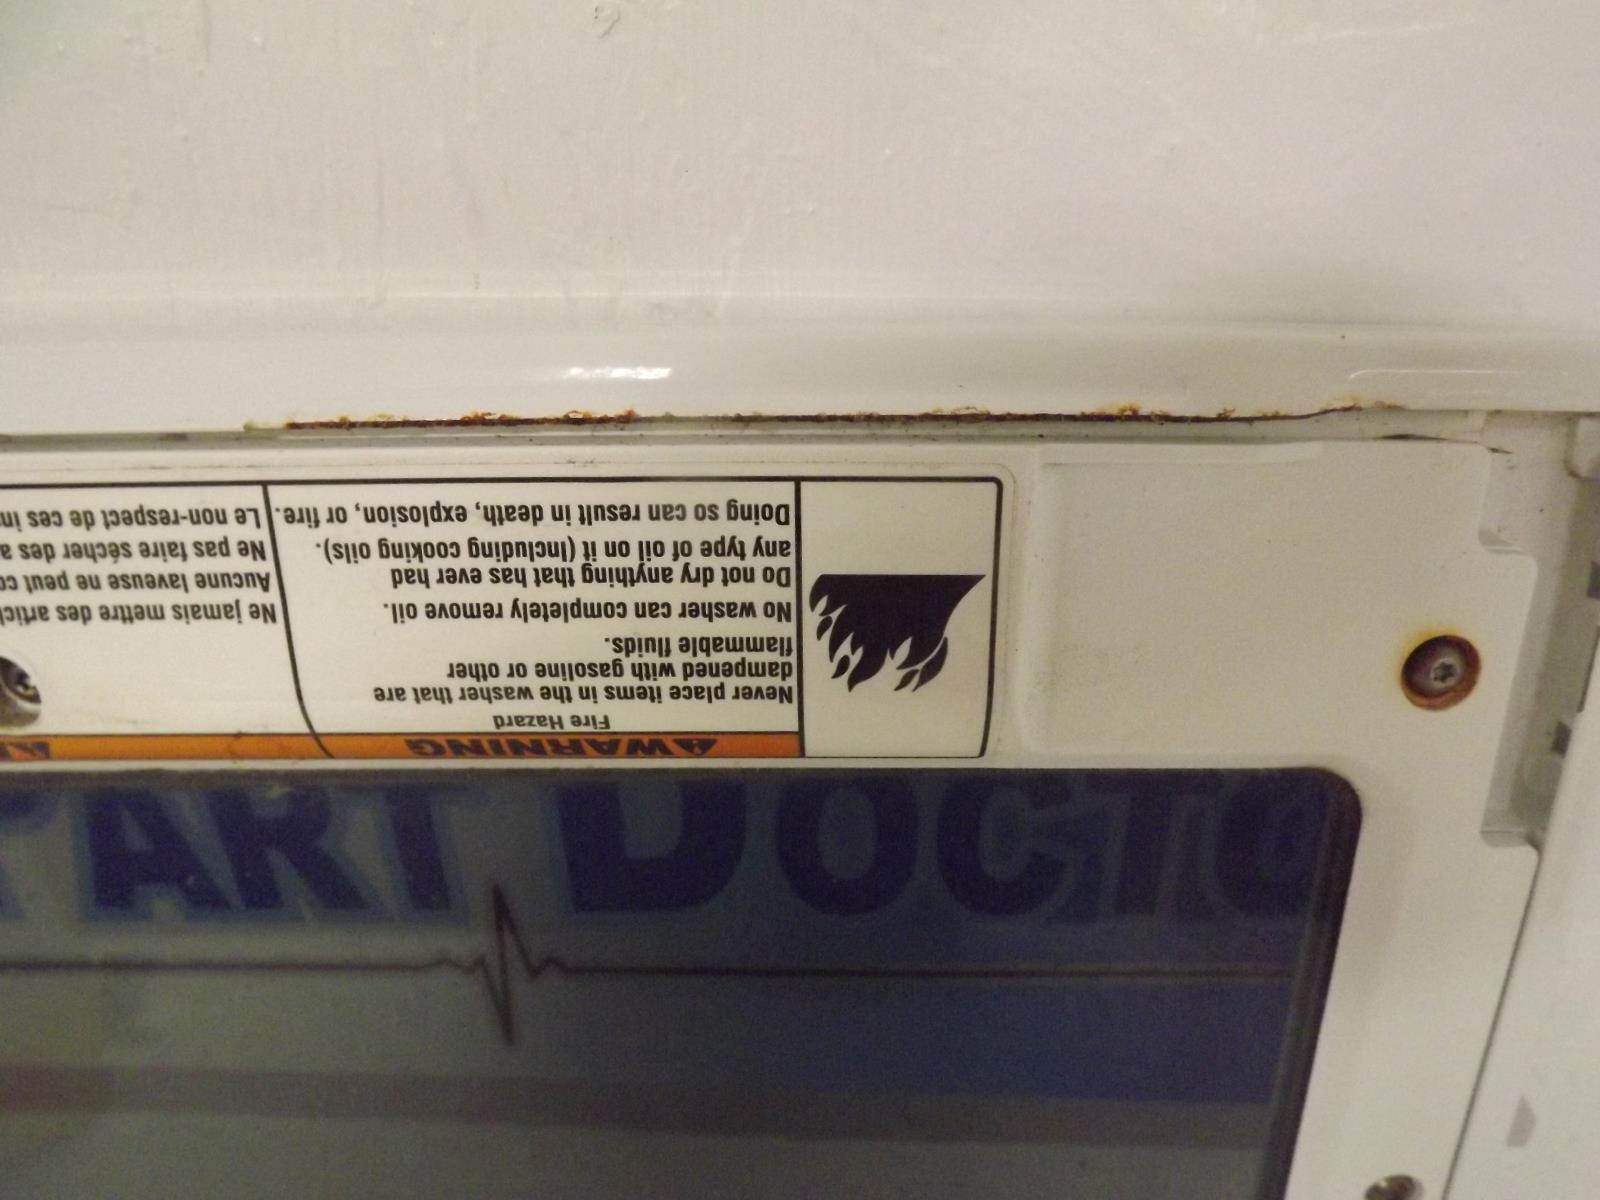 ⚠WARNING
Fire Hazard
Never place items in the washer that are
dampened with gasoline or other
flammable fluids.
No washer can completely remove oil.
Do not dry anything that has ever had
any type of oil on it (including cooking oils).
Doing so can result in death, explosion, or fire.
Ne jamais mettre des articl
Aucune laveuse ne peut co
Ne pas faire sécher des a
Le non-respect de ces in
PART DOCTO